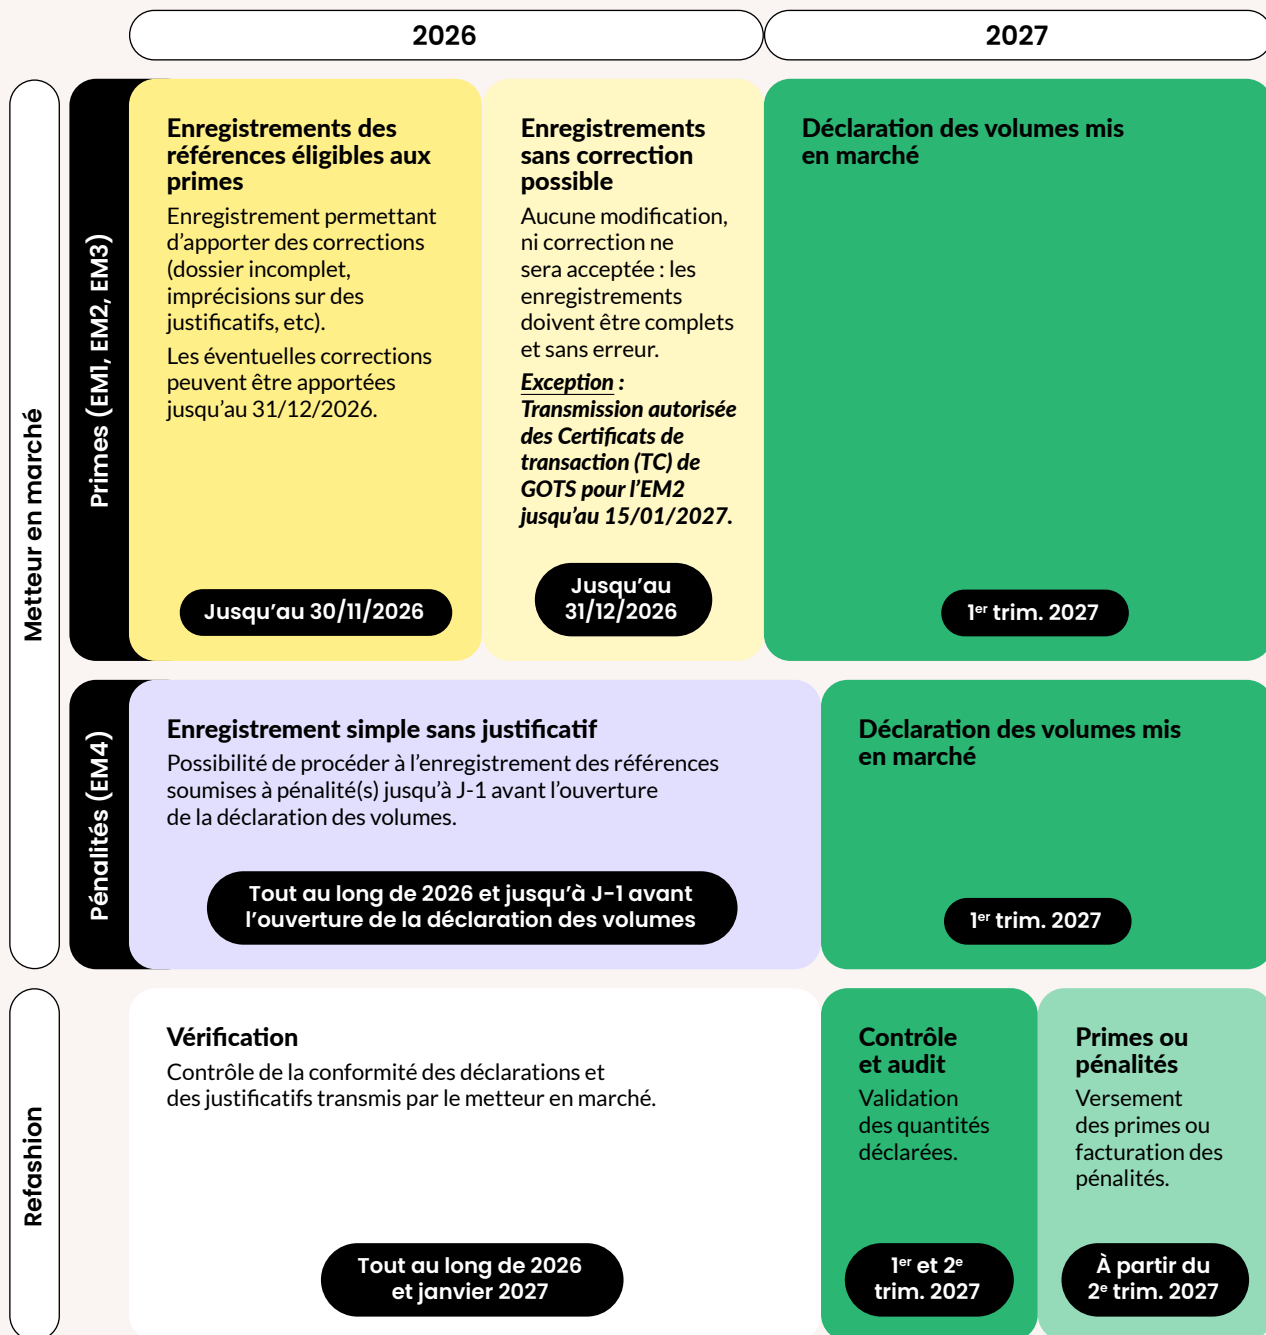 2026
2027
Metteur en marché
Primes (EM1, EM2, EM3)
Enregistrements des
références éligibles aux
primes
Enregistrement permettant
d’apporter des corrections
(dossier incomplet,
imprécisions sur des
justificatifs, etc).
Les éventuelles corrections
peuvent être apportées
jusqu’au 31/12/2026.
Jusqu’au 30/11/2026
Enregistrements
sans correction
possible
Aucune modification,
ni correction ne
sera acceptée : les
enregistrements
doivent être complets
et sans erreur.
Exception :
Transmission autorisée
des Certificats de
transaction (TC) de
GOTS pour l’EM2
jusqu’au 15/01/2027.
Jusqu’au
31/12/2026
Déclaration des volumes mis
en marché
1er trim. 2027
Pénalités (EM4)
Enregistrement simple sans justificatif
Possibilité de procéder à l’enregistrement des références
soumises à pénalité(s) jusqu’à J-1 avant l’ouverture
de la déclaration des volumes.
Tout au long de 2026 et jusqu’à J-1 avant
l’ouverture de la déclaration des volumes
Déclaration des volumes mis
en marché
1er trim. 2027
Refashion
Vérification
Contrôle de la conformité des déclarations et
des justificatifs transmis par le metteur en marché.
Tout au long de 2026
et janvier 2027
Contrôle
et audit
Validation
des quantités
déclarées.
1er et 2e
trim. 2027
Primes ou
pénalités
Versement
des primes ou
facturation des
pénalités.
À partir du
2e trim. 2027